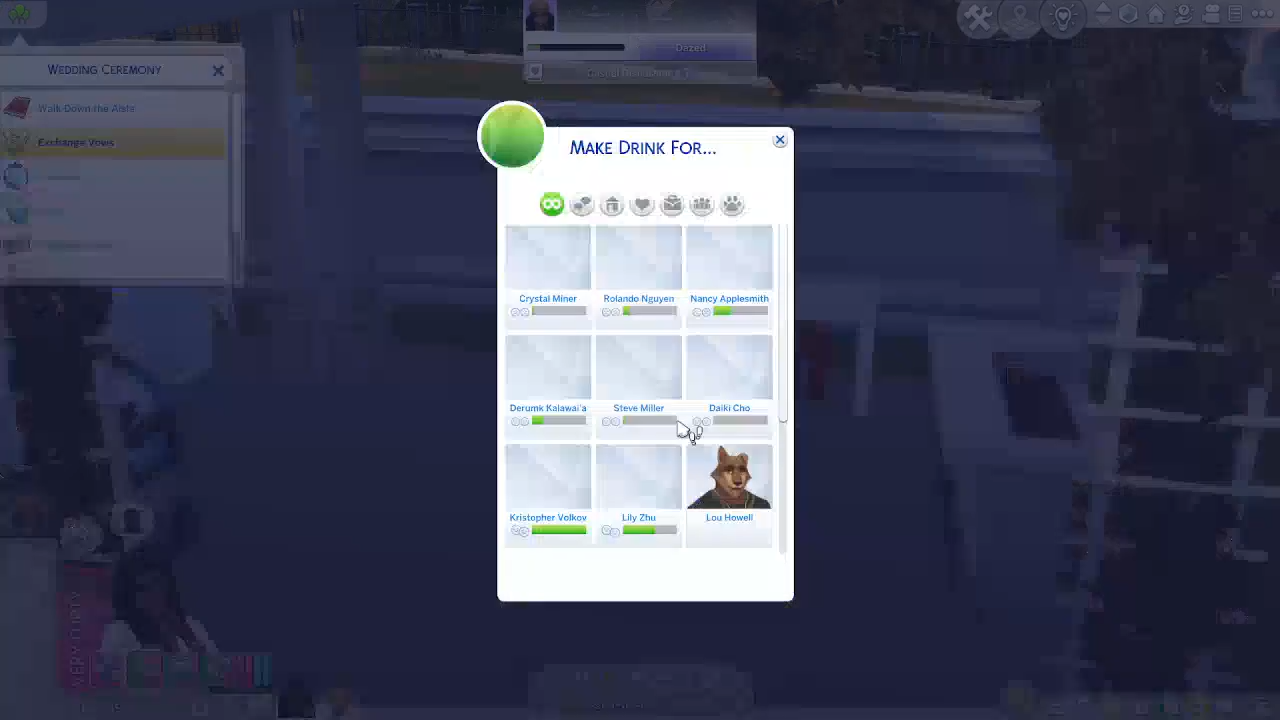 Dazed
Wedding Ceremony
Walk Down the Aisle
Exchange Vows
Make Drink For...
Crystal Miner
Rolando Nguyen
Nancy Applesmith
Derumk Kalawai'a
Steve Miller
Daiki Cho
Kristopher Volkov
Lily Zhu
Lou Howell